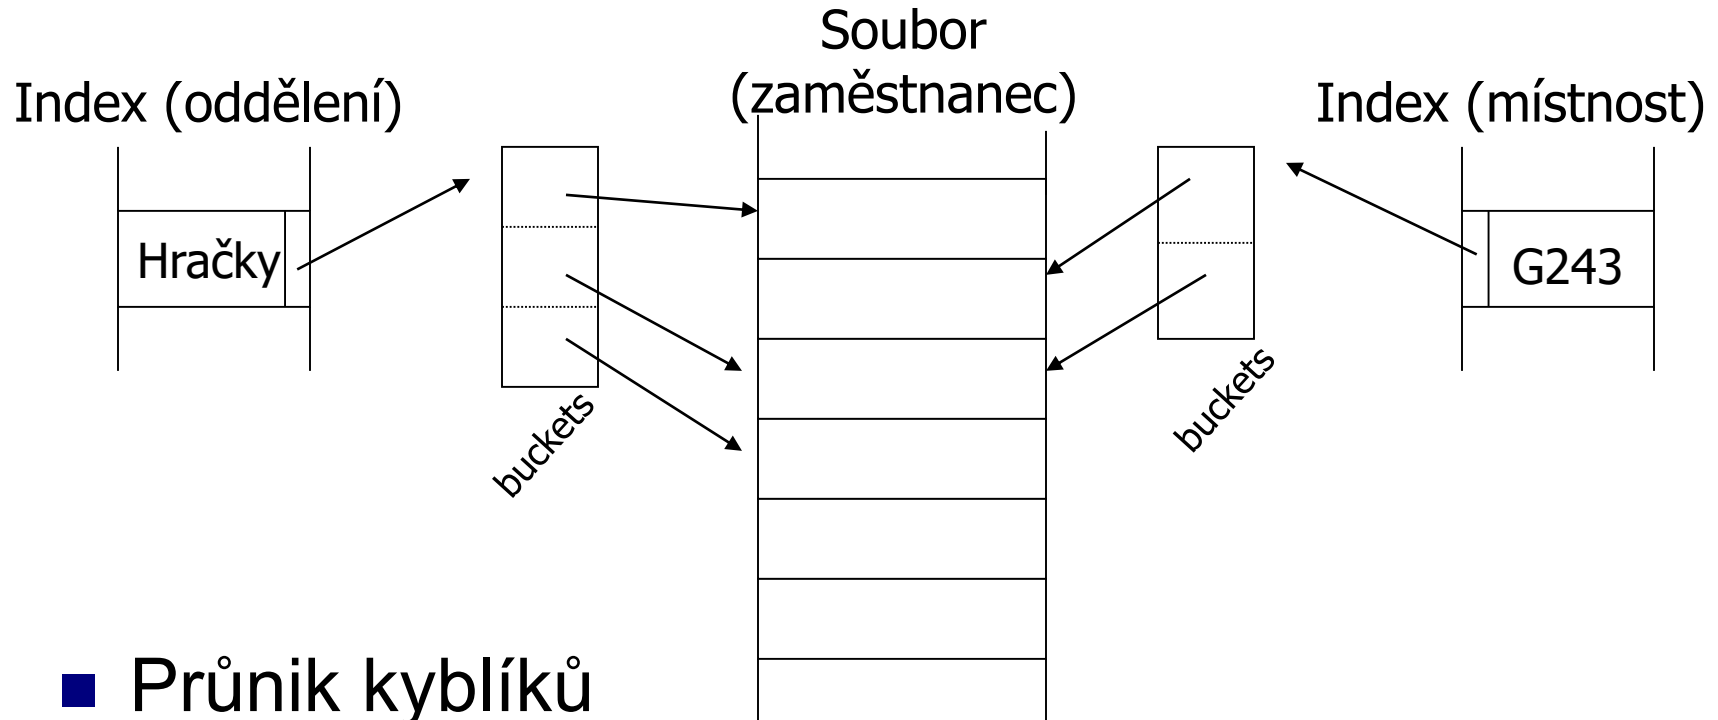 Soubor
(zaměstnanec)
Index (oddělení)
Index (místnost)
Hračky
G243
buckets
buckets
Průnik kyblíků